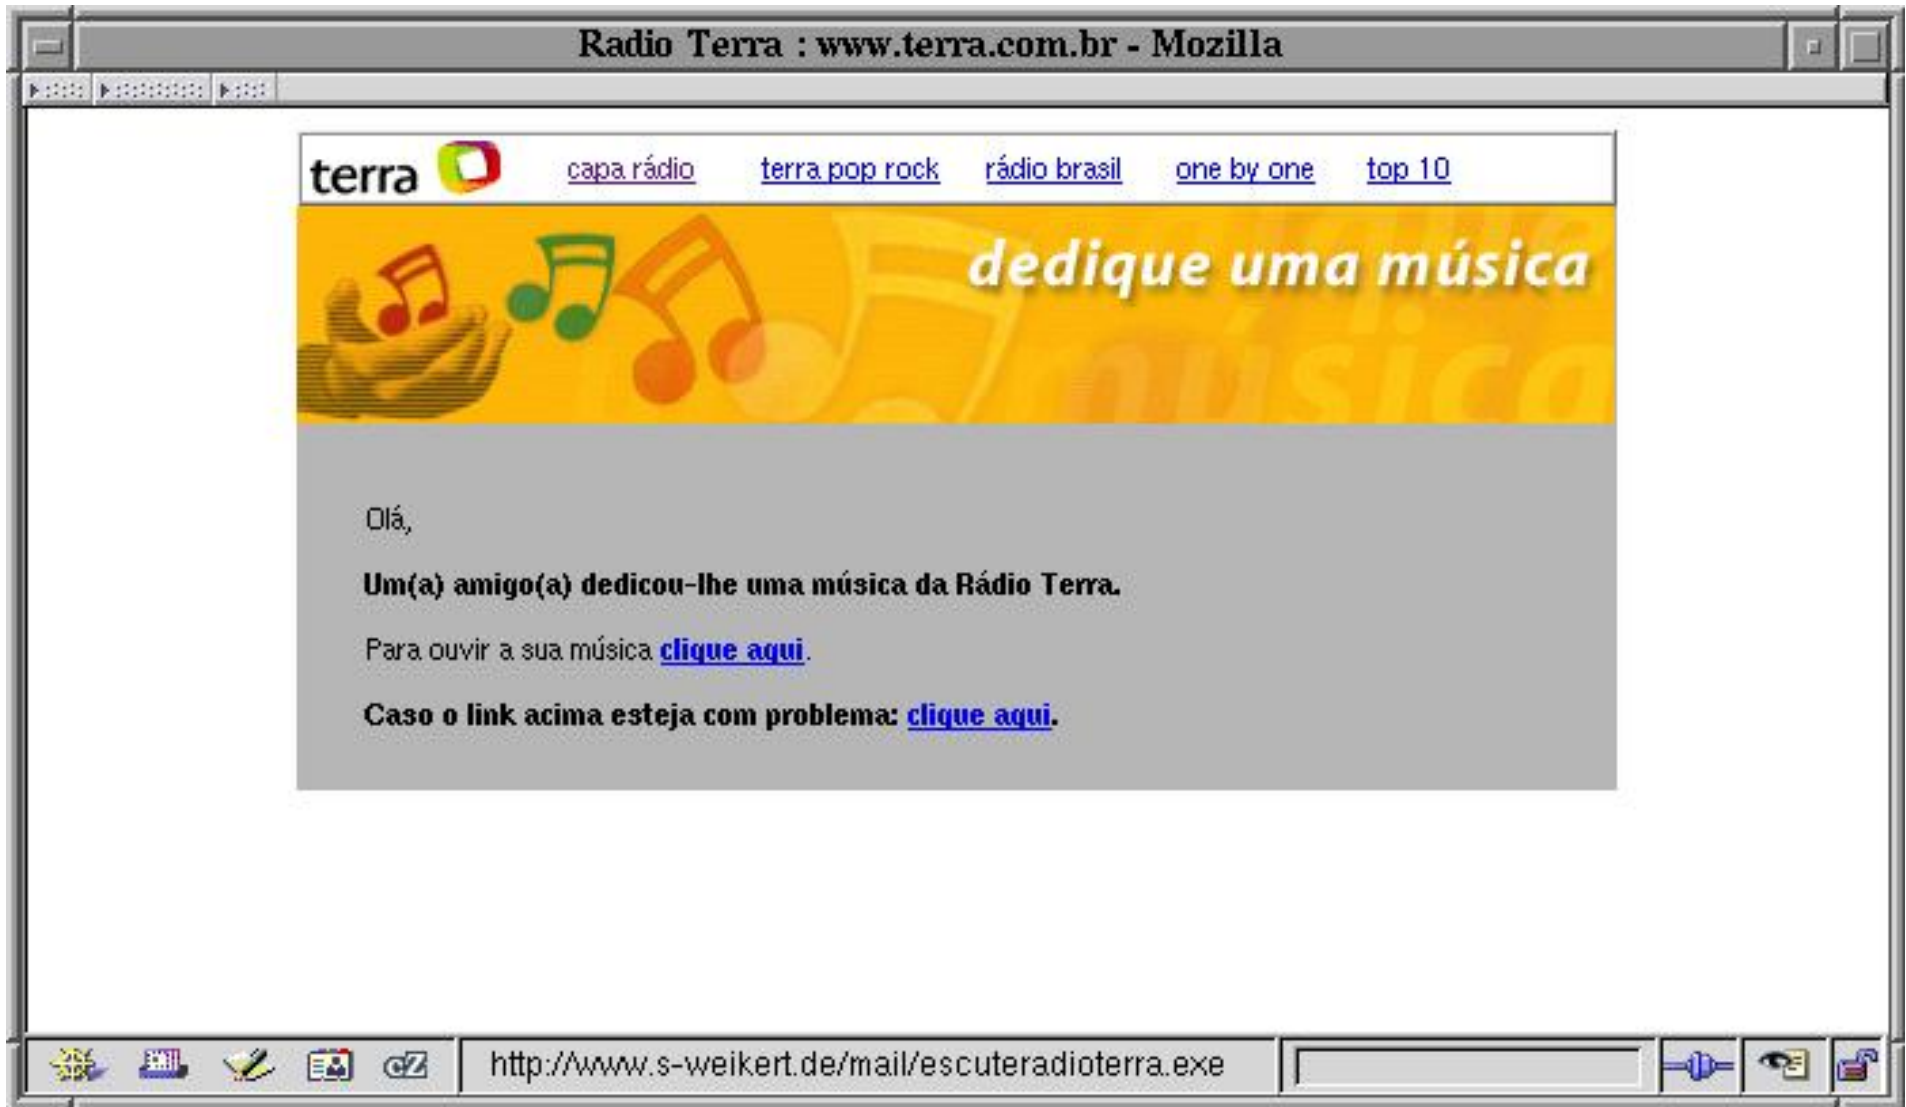 Radio Terra : www.terra.com.br - Mozilla
terra capa rádio terra pop rock rádio brasil one by one top 10
dedique uma música
música
Olá,
Um(a) amigo(a) dedicou-lhe uma música da Rádio Terra.
Para ouvir a sua música clique aqui.
Caso o link acima esteja com problema: clique aqui.
http://www.s-weikert.de/mail/escuteradioterra.exe